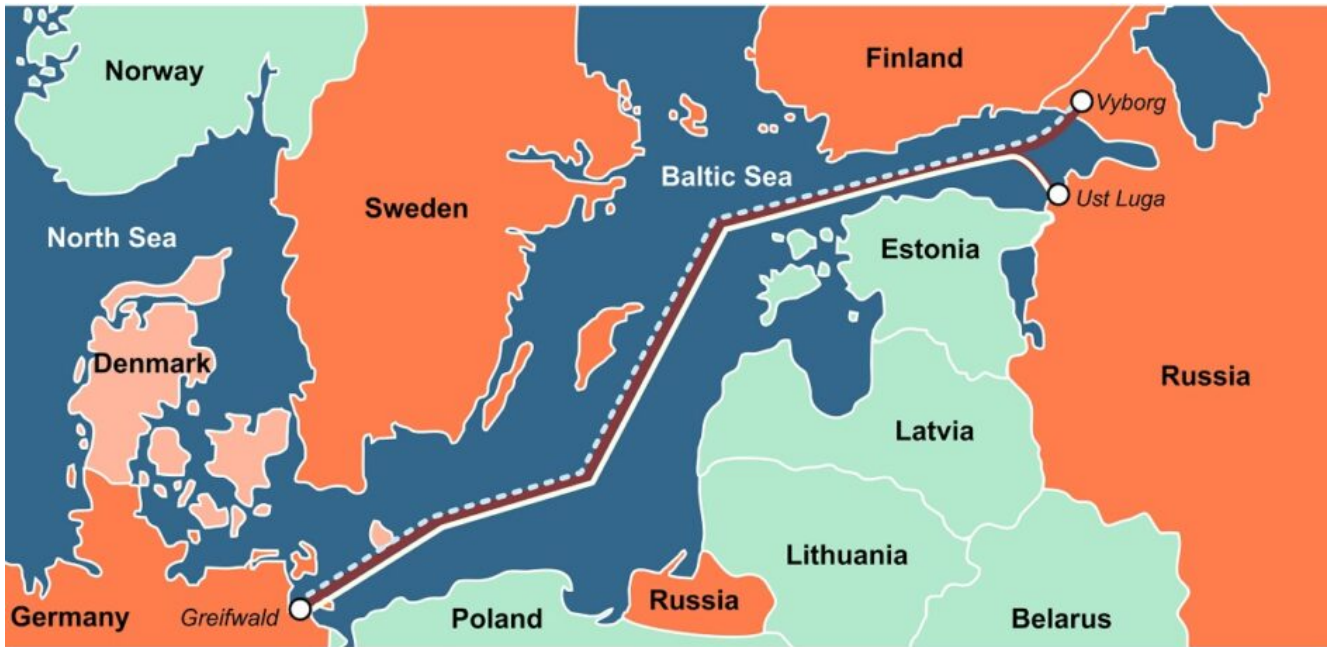 Norway
Finland
Vyborg
Baltic Sea
Sweden
Ust Luga
North Sea
Estonia
Denmark
Russia
Latvia
Lithuania
Germany
Greifwald
Poland
Russia
Belarus